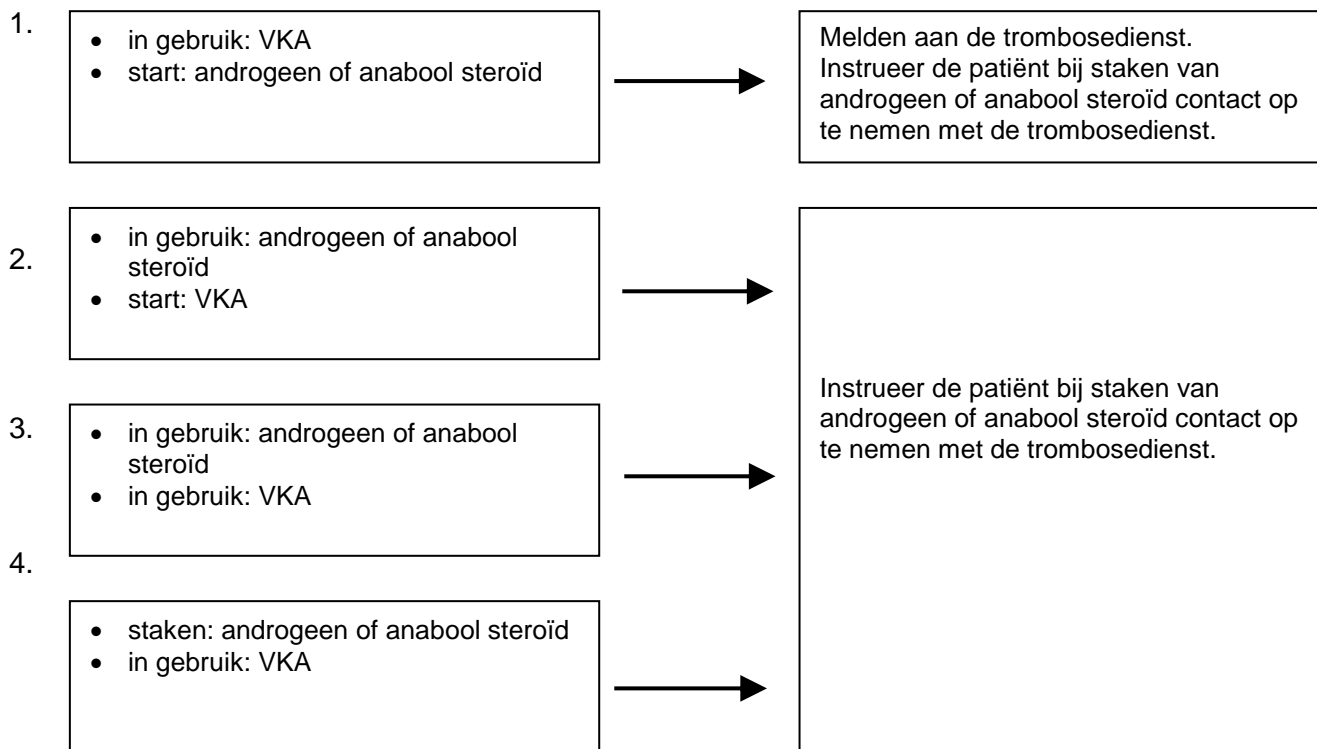 1.
• in gebruik: VKA
• start: androgeen of anabool steroïd
Melden aan de trombosedienst.
Instrueer de patiënt bij staken van
androgeen of anabool steroïd contact op
te nemen met de trombosedienst.
2.
• in gebruik: androgeen of anabool
steroïd
• start: VKA
3.
• in gebruik: androgeen of anabool
steroïd
• in gebruik: VKA
4.
• staken: androgeen of anabool steroïd
• in gebruik: VKA
Instrueer de patiënt bij staken van
androgeen of anabool steroïd contact op
te nemen met de trombosedienst.